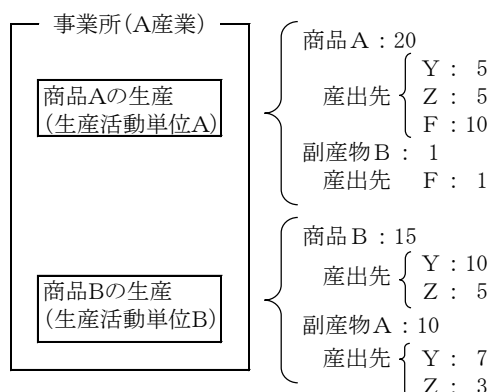 事業所(A産業)
商品Aの生産
(生産活動単位A)
商品A:20
産出先
Y: 5
Z: 5
F:10
副産物B: 1
産出先 F: 1
商品Bの生産
(生産活動単位B)
商品B:15
産出先
Y:10
Z: 5
副産物A:10
産出先
Y: 7
Z: 3